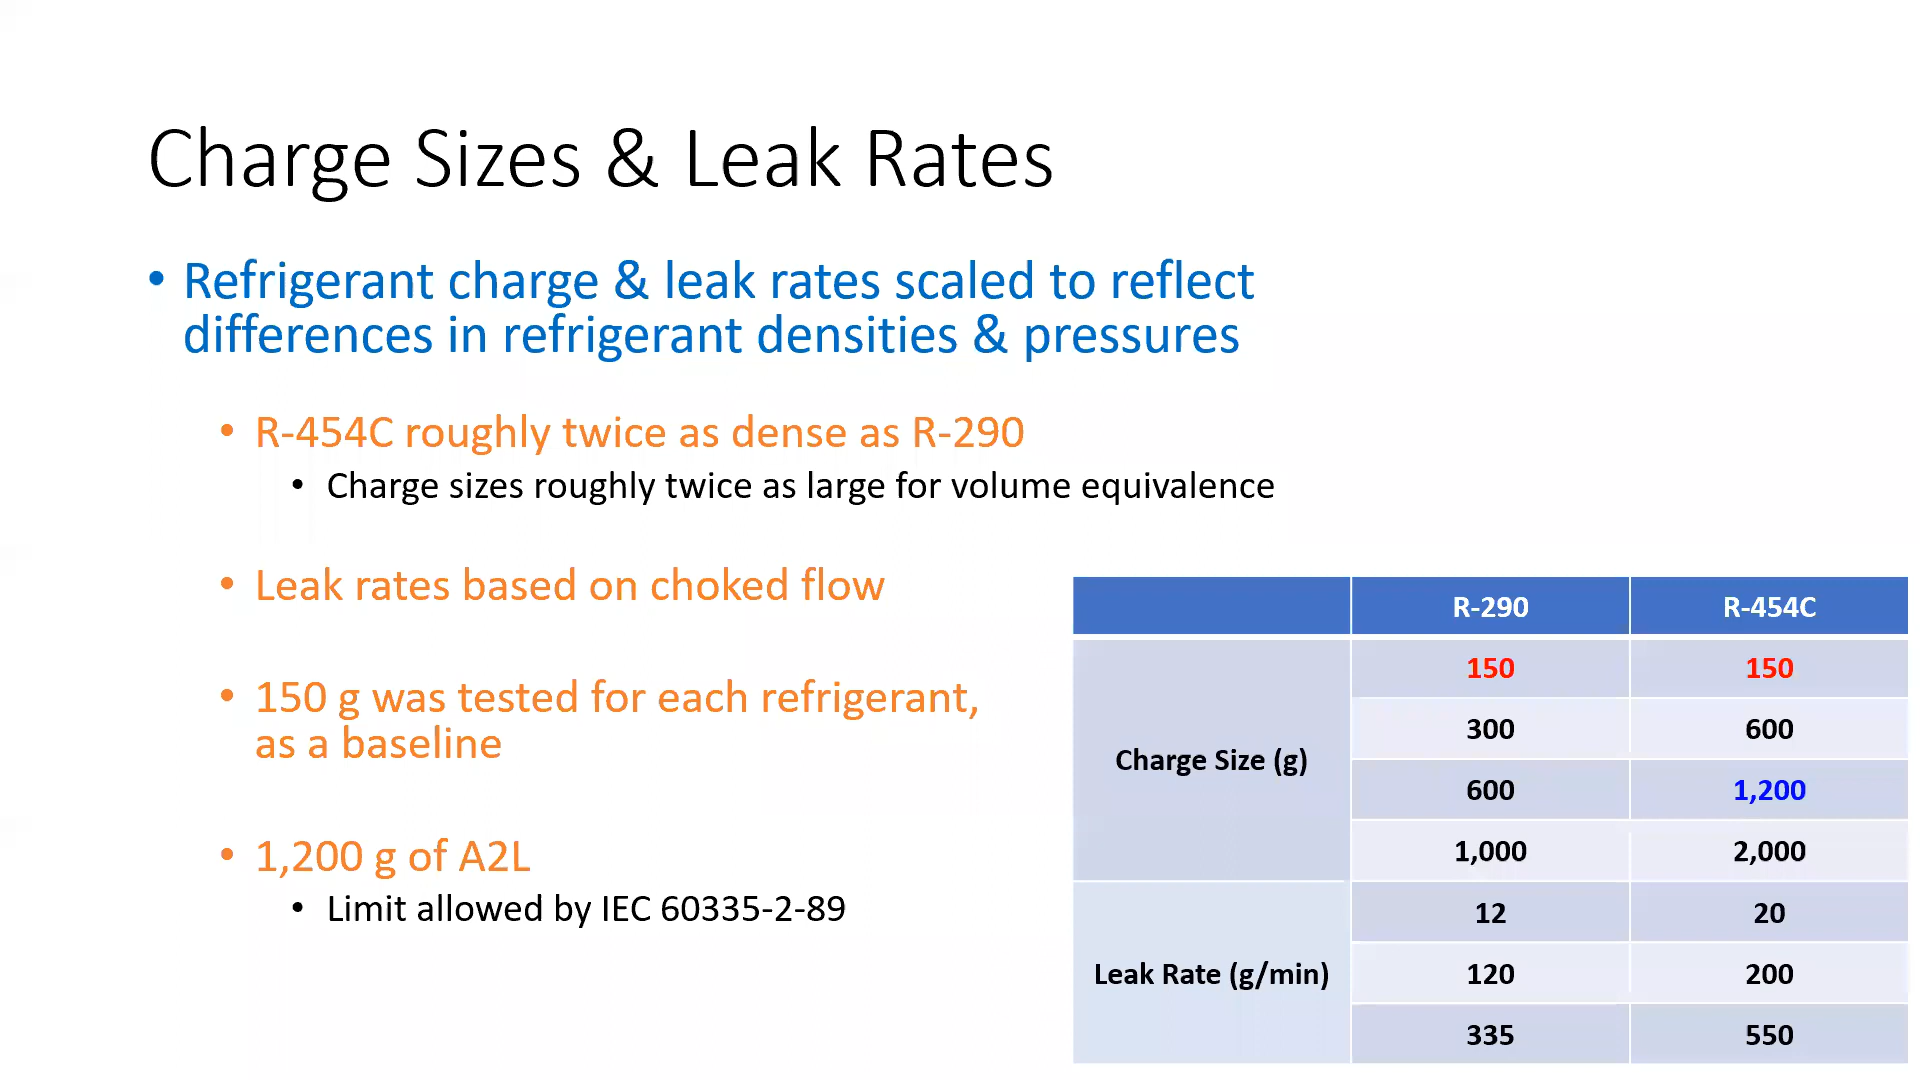 Charge Sizes & Leak Rates
• Refrigerant charge & leak rates scaled to reflect
differences in refrigerant densities & pressures
• R-454C roughly twice as dense as R-290
• Charge sizes roughly twice as large for volume equivalence
• Leak rates based on choked flow
• 150 g was tested for each refrigerant,
as a baseline
• 1,200 g of A2L
• Limit allowed by IEC 60335-2-89
R-290 R-454C
Charge Size (g)
150 150
300 600
600 1,200
1,000 2,000
Leak Rate (g/min)
12 20
120 200
335 550